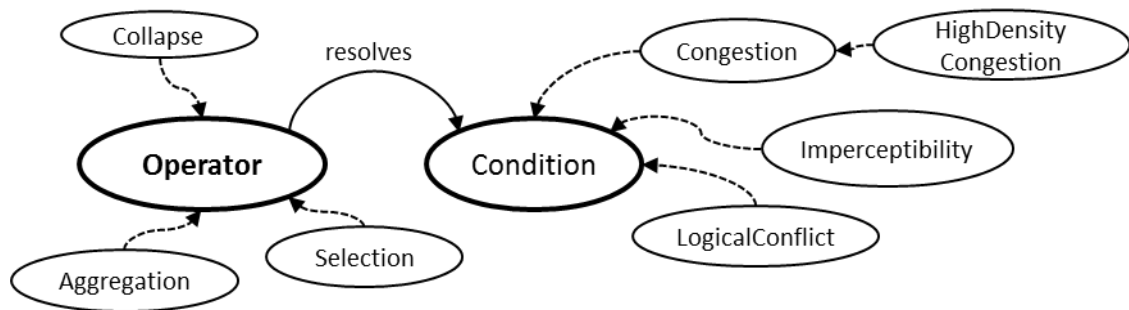 Collapse
resolves
Congestion
HighDensity
Congestion
Operator
Condition
Imperceptibility
LogicalConflict
Selection
Aggregation